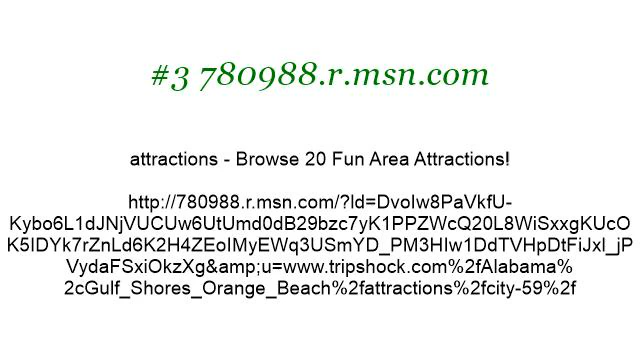 #3 780988.r.msn.com
attractions - Browse 20 Fun Area Attractions!
http://780988.r.msn.com/?ld=DvoIw8PaVkfU-
Kybo6L1dJNjVUCUw6UtUmd0dB29bzc7yK1PPZWcQ20L8WiSxxgKUcO
K5IDYk7rZnLd6K2H4ZEoIMyEWq3USmYD_PM3HIw1DdTVHpDtFiJxI_jP
VydaFSxiOkzXg&amp;u=www.tripshock.com%2fAlabama%
2cGulf_Shores_Orange_Beach%2fattractions%2fcity-59%2f